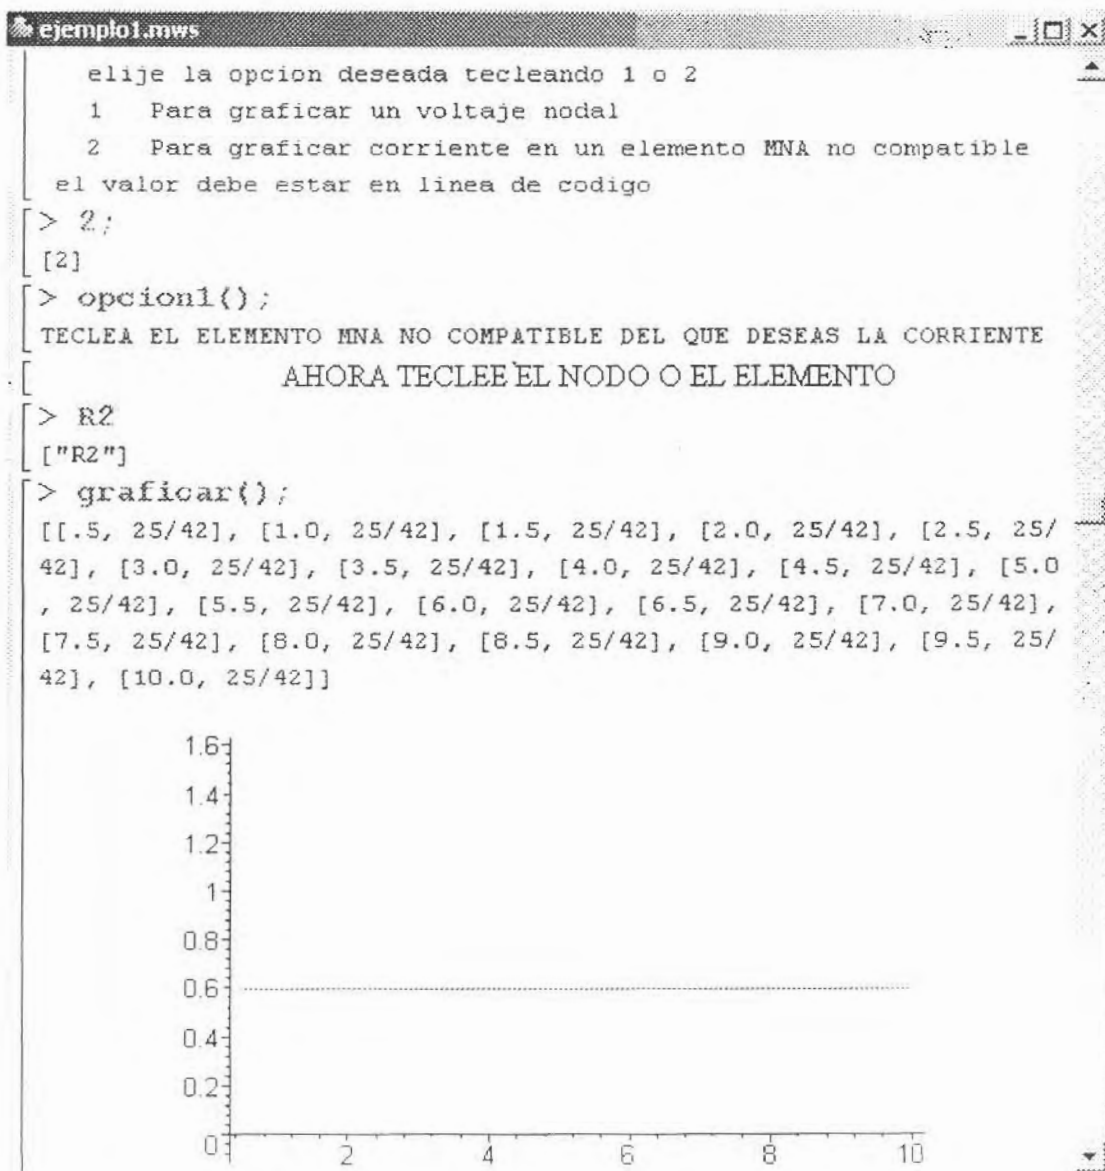 ejemplo1.mws
elije la opcion deseada tecleando 1 o 2
1 Para graficar un voltaje nodal
2 Para graficar corriente en un elemento MNA no compatible
el valor debe estar en linea de codigo
> 2;
[2]
> opcion1();
TECLEA EL ELEMENTO MNA NO COMPATIBLE DEL QUE DESEAS LA CORRIENTE
AHORA TECLEE EL NODO O EL ELEMENTO
> R2
["R2"]
> graficar();
[[.5, 25/42], [1.0, 25/42], [1.5, 25/42], [2.0, 25/42], [2.5, 25/
42], [3.0, 25/42], [3.5, 25/42], [4.0, 25/42], [4.5, 25/42], [5.0
, 25/42], [5.5, 25/42], [6.0, 25/42], [6.5, 25/42], [7.0, 25/42],
[7.5, 25/42], [8.0, 25/42], [8.5, 25/42], [9.0, 25/42], [9.5, 25/
42], [10.0, 25/42]]
1.6
1.4
1.2
1
0.8
0.6
0.4
0.2
0
2 4 6 8 10